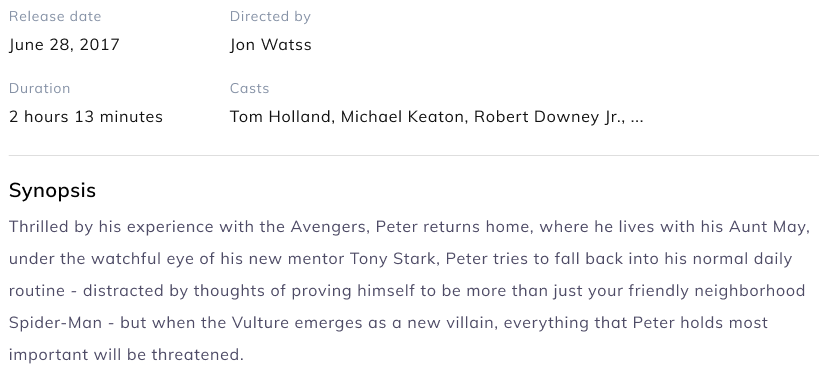 Release date
Directed by
June 28, 2017
Jon Watss
Duration
Casts
2 hours 13 minutes
Tom Holland, Michael Keaton, Robert Downey Jr., ...
Synopsis
Thrilled by his experience with the Avengers, Peter returns home, where he lives with his Aunt May,
under the watchful eye of his new mentor Tony Stark, Peter tries to fall back into his normal daily
routine - distracted by thoughts of proving himself to be more than just your friendly neighborhood
Spider-Man - but when the Vulture emerges as a new villain, everything that Peter holds most
important will be threatened.